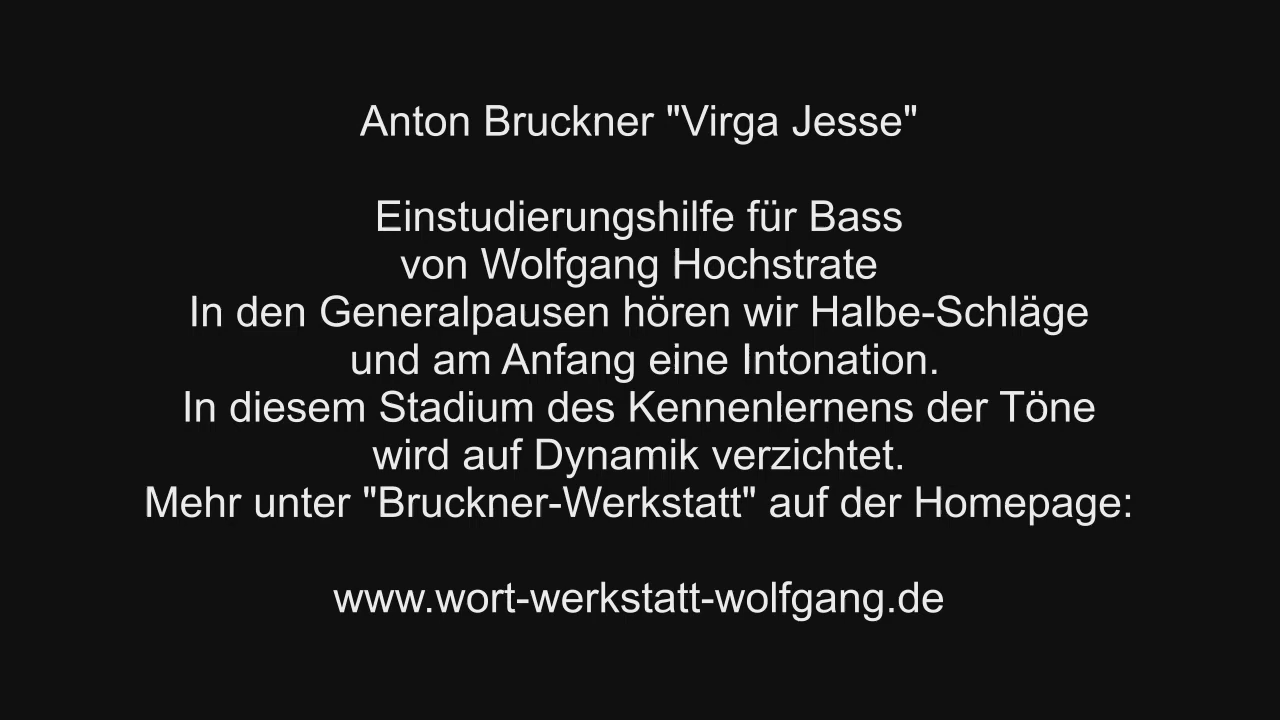 Anton Bruckner "Virga Jesse"
Einstudierungshilfe für Bass
von Wolfgang Hochstrate
In den Generalpausen hören wir Halbe-Schläge
und am Anfang eine Intonation.
In diesem Stadium des Kennenlernens der Töne
wird auf Dynamik verzichtet.
Mehr unter "Bruckner-Werkstatt" auf der Homepage:
www.wort-werkstatt-wolfgang.de